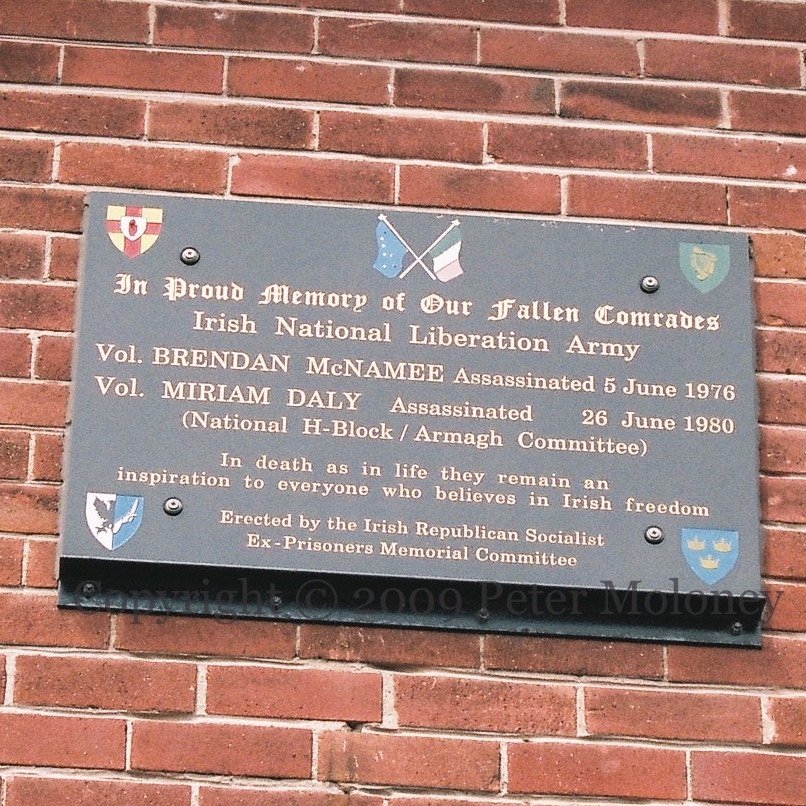 In Proud Memory of Our Fallen Comrades
Irish National Liberation Army
Vol. BRENDAN McNAMEE Assassinated 5 June 1976
Vol. MIRIAM DALY Assassinated 26 June 1980
(National H-Block / Armagh Committee)
In death as in life they remain an
inspiration to everyone who believes in Irish freedom
Erected by the Irish Republican Socialist
Ex-Prisoners Memorial Committee
Copyright © 2009 Peter Moloney